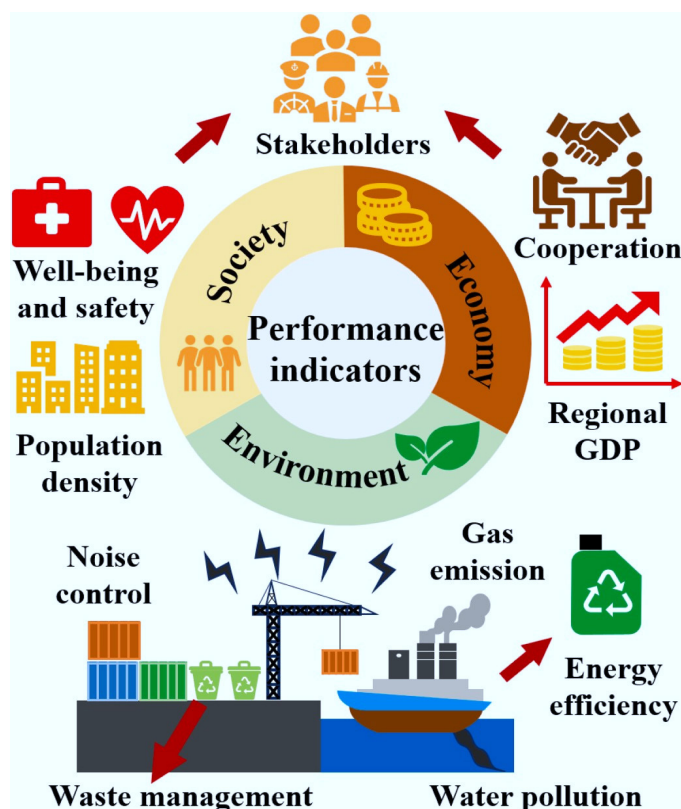 Stakeholders
Well-being
and safety
Cooperation
Society
Economy
Performance
indicators
Environment
Population
density
Regional
GDP
Noise
control
Gas
emission
Energy
efficiency
Waste management
Water pollution